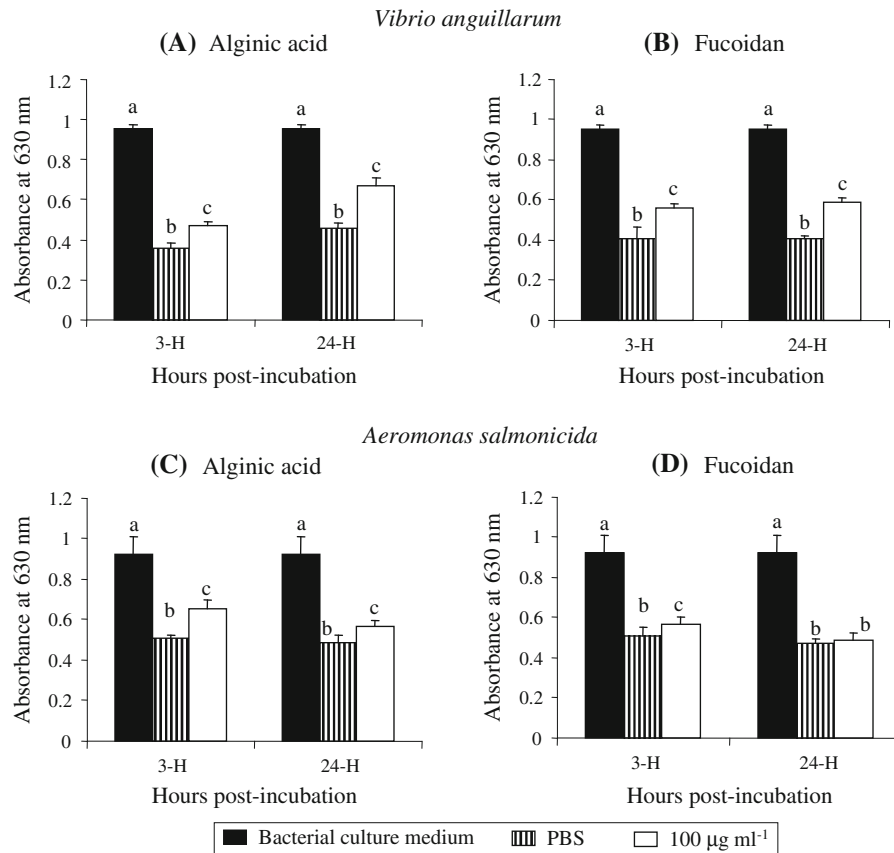 Vibrio anguillarum
(A) Alginic acid
(B) Fucoidan
1.2
1
0.8
0.6
0.4
0.2
0
Absorbance at 630 nm
a
b
c
a
b
c
3-H
24-H
Hours post-incubation
1.2
1
0.8
0.6
0.4
0.2
0
Absorbance at 630 nm
a
b
c
a
b
c
3-H
24-H
Hours post-incubation
Aeromonas salmonicida
(C) Alginic acid
(D) Fucoidan
1.2
1
0.8
0.6
0.4
0.2
0
Absorbance at 630 nm
a
b
c
a
b
c
3-H
24-H
Hours post-incubation
1.2
1
0.8
0.6
0.4
0.2
0
Absorbance at 630 nm
a
b
c
a
b
b
3-H
24-H
Hours post-incubation
Bacterial culture medium PBS 100 μg ml⁻¹